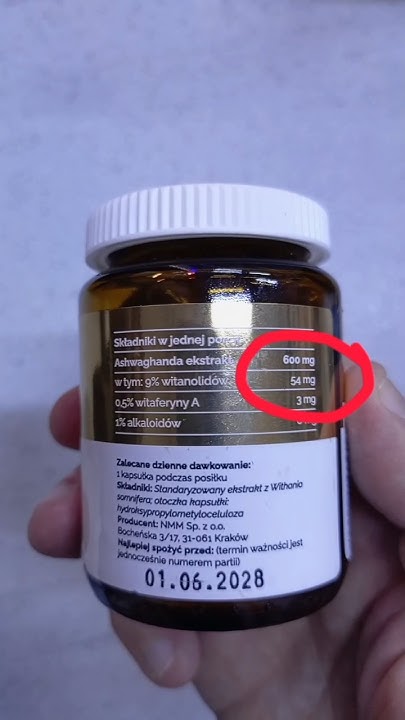 Składniki w jednej
Ashwaghanda ekstrakt 600 mg
w tym: 9% witanolidów 54 mg
0,5% witaferyny A 3 mg
1% alkaloidów
Zalecane dzienne dawkowanie:
1 kapsułka podczas posiłku
Składniki: Standaryzowany ekstrakt z Withania
somnifera; otoczka kapsułki:
hydroksypropylometyloceluloza
Producent: NMM Sp. z o.o.
Bocheńska 3/17, 31-061 Kraków
Najlepiej spożyć przed: (termin ważności jest
jednocześnie numerem partii)
01.06.2028